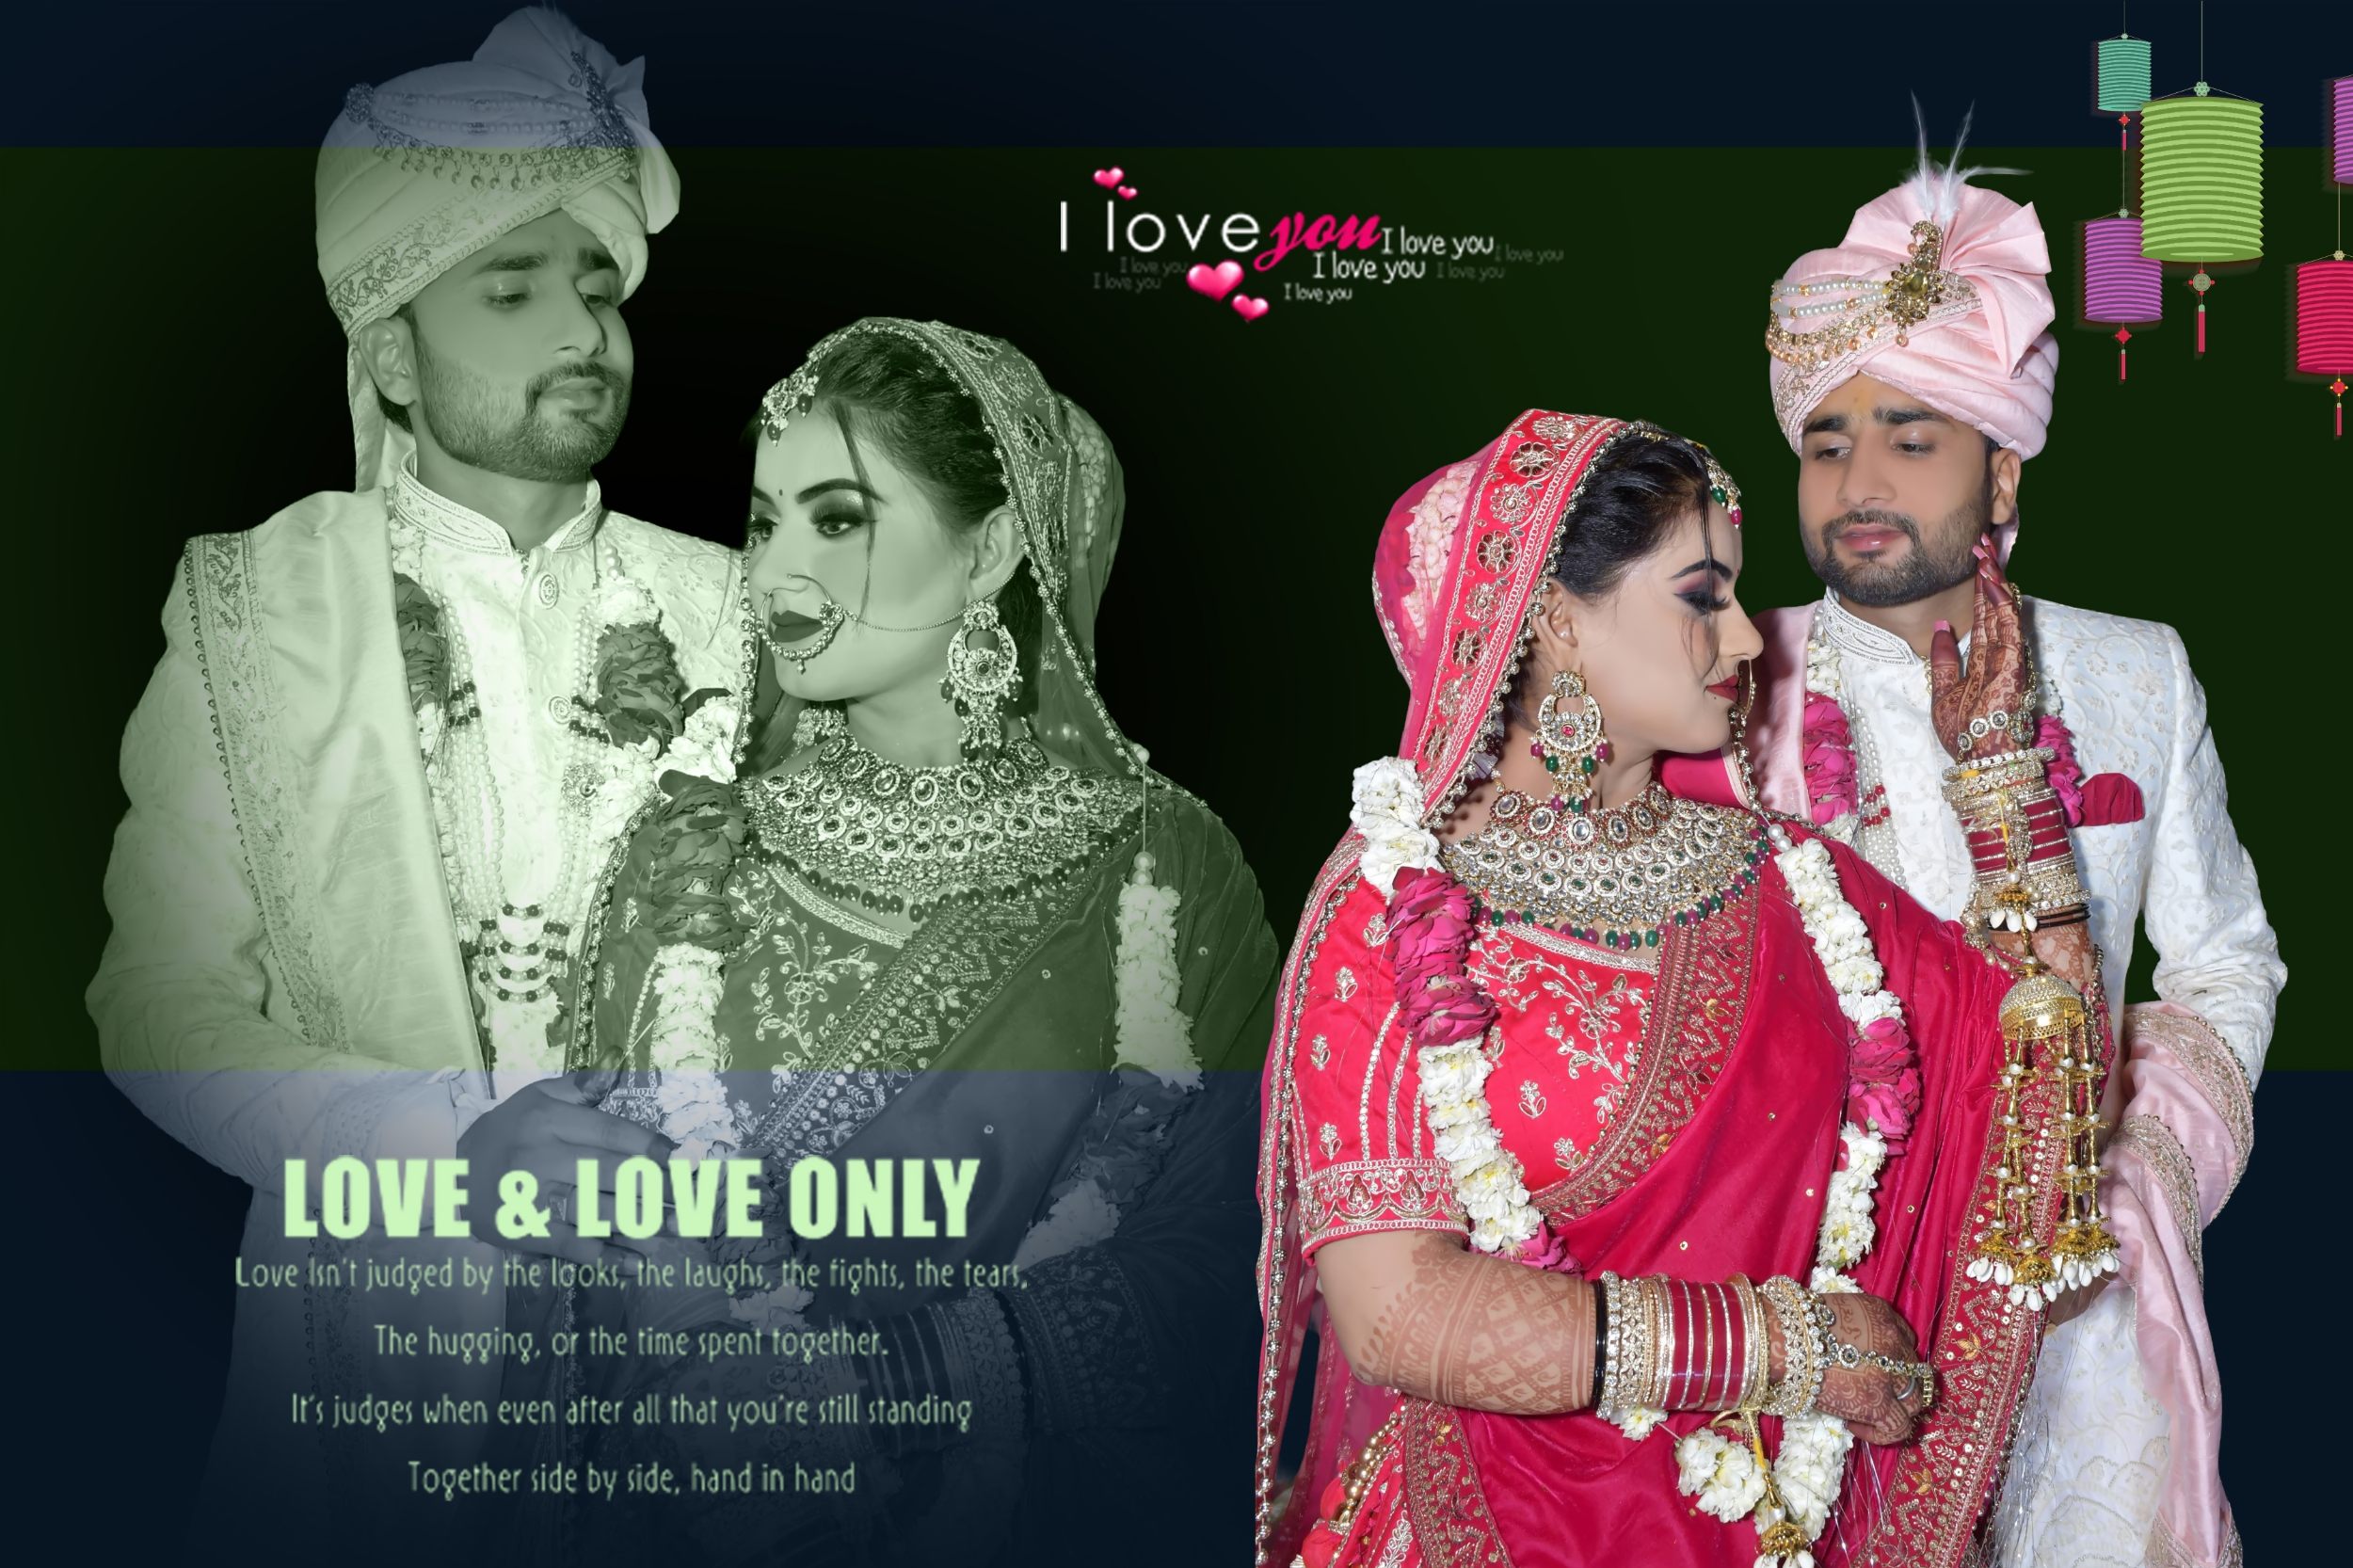 I love you I love you I love you
I love you I love you I love you
I love you I love you
LOVE & LOVE ONLY
Love Isn't judged by the looks, the laughs, the fights, the tears,
The hugging, or the time spent together.
It's judges when even after all that you're still standing
Together side by side, hand in hand